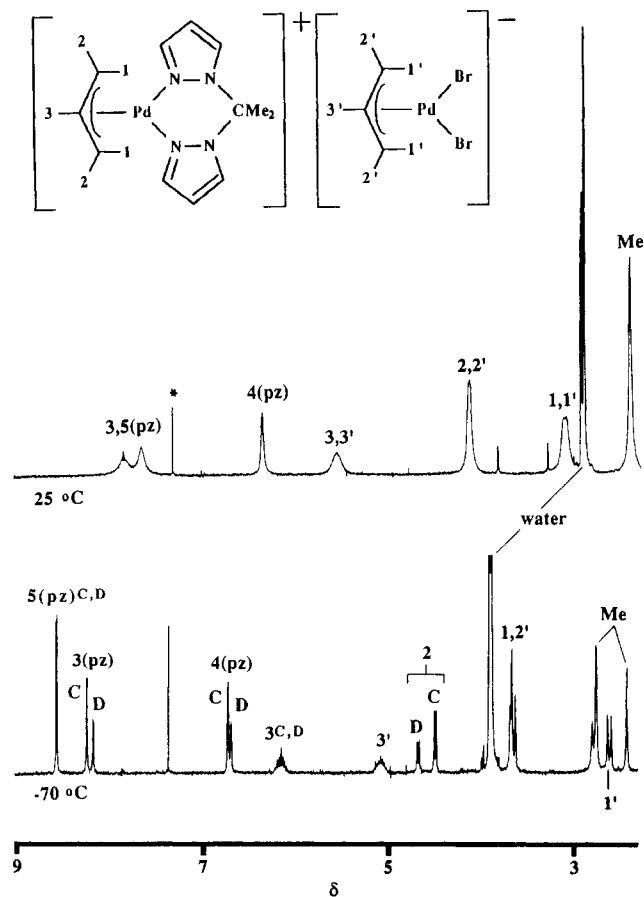 2
1
3
1
2
Pd
N
N
N
N
CMe2
+
2'
1'
3'
1'
2'
Pd
Br
Br
−
Me
*
2,2'
4(pz)
1,1'
3,5(pz)
3,3'
25 °C
water
5(pz)C,D
Me
1,2'
3(pz)
4(pz)
2
C
D
C
D
3C,D
3'
D
C
-70 °C
1'
9
7
5
3
δ